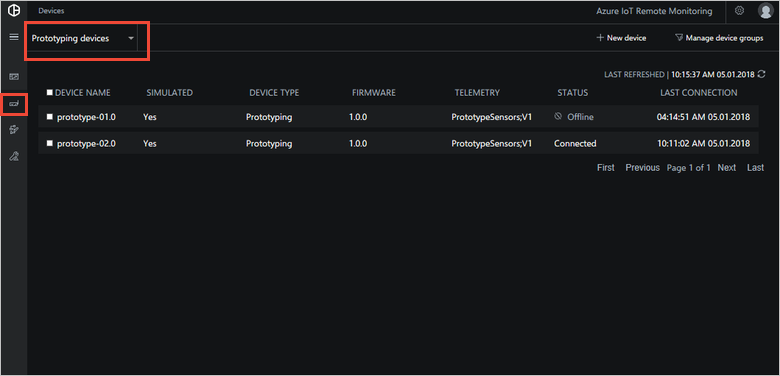 Devices
Azure IoT Remote Monitoring
Prototyping devices
New device
Manage device groups
LAST REFRESHED | 10:15:37 AM 05.01.2018
DEVICE NAME SIMULATED DEVICE TYPE FIRMWARE TELEMETRY STATUS LAST CONNECTION
prototype-01.0 Yes Prototyping 1.0.0 PrototypeSensors;V1 Offline 04:14:51 AM 05.01.2018
prototype-02.0 Yes Prototyping 1.0.0 PrototypeSensors;V1 Connected 10:11:02 AM 05.01.2018
First Previous Page 1 of 1 Next Last